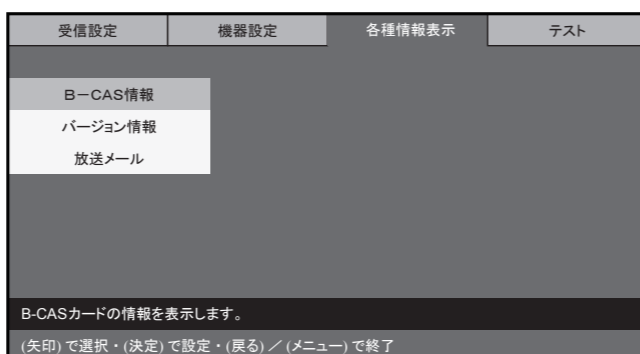 受信設定 機器設定 各種情報表示 テスト
B－CAS情報
バージョン情報
放送メール
B-CASカードの情報を表示します。
(矢印) で選択・(決定) で設定・(戻る) ／ (メニュー) で終了